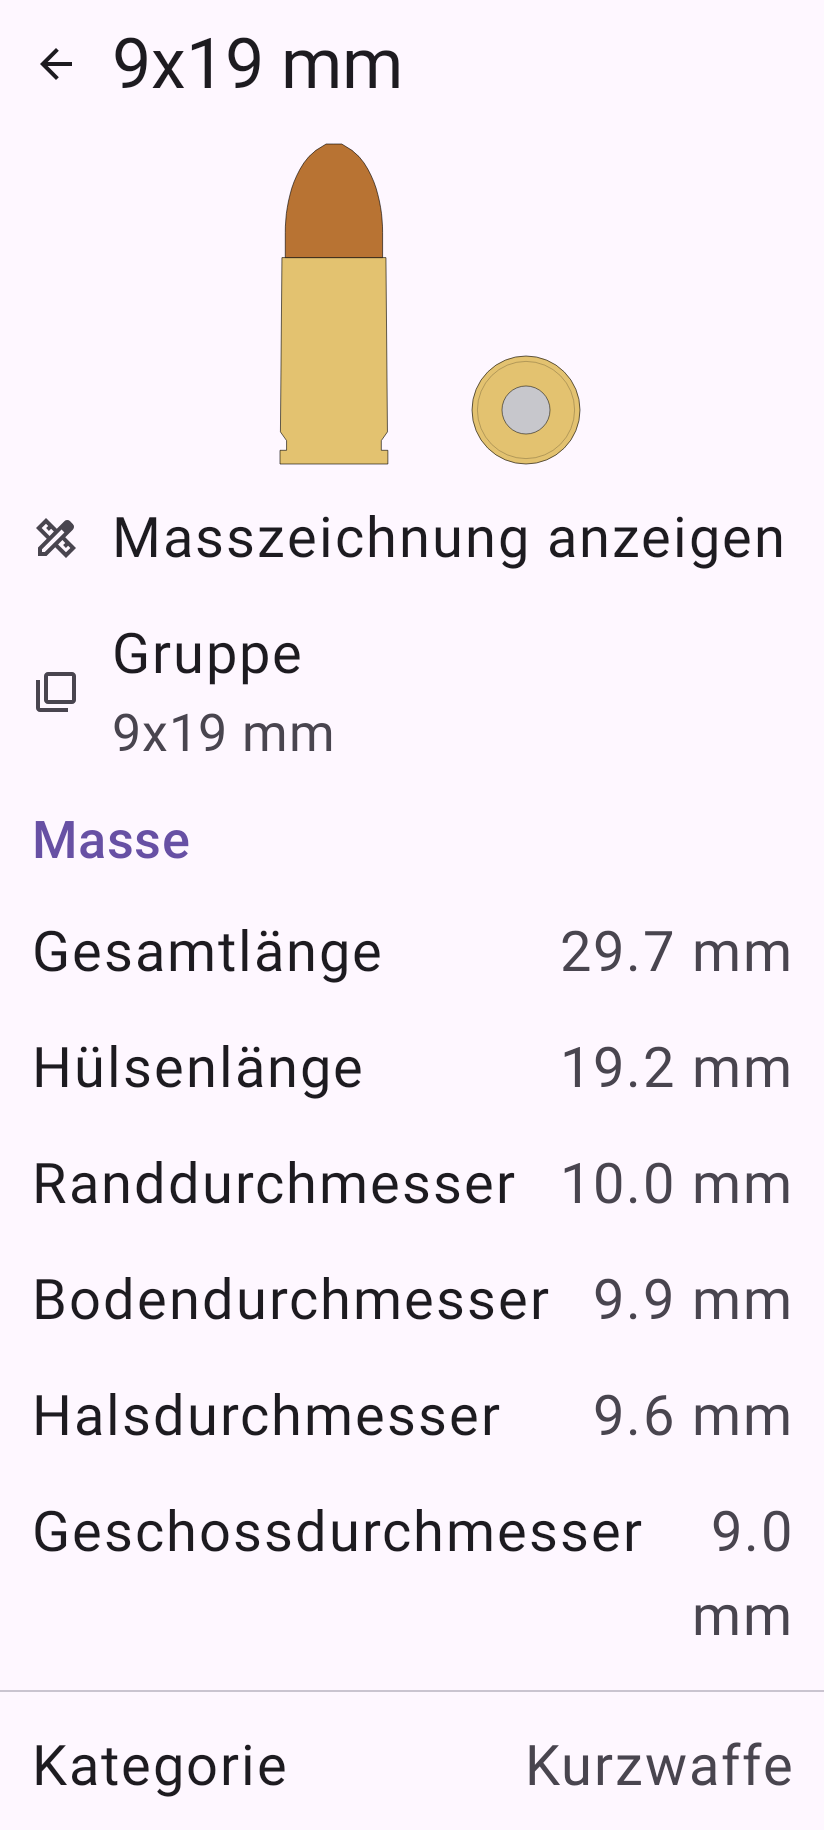 9x19 mm
Masszeichnung anzeigen
Gruppe
9x19 mm
Masse
Gesamtlänge 29.7 mm
Hülsenlänge 19.2 mm
Randdurchmesser 10.0 mm
Bodendurchmesser 9.9 mm
Halsdurchmesser 9.6 mm
Geschossdurchmesser 9.0
mm
Kategorie Kurzwaffe